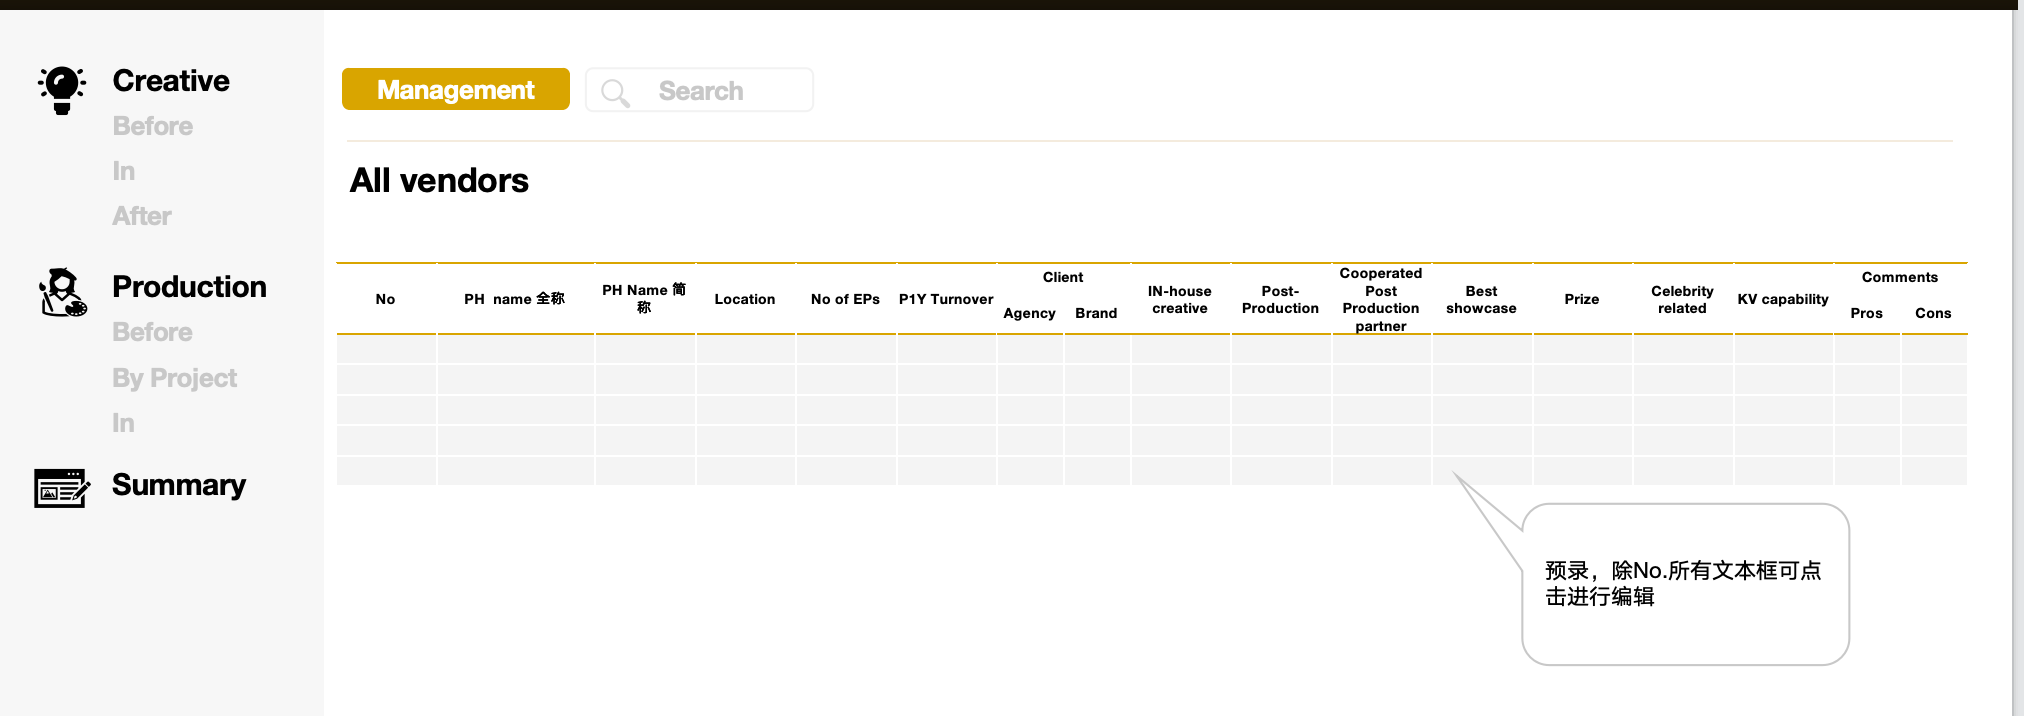 Creative
Before
In
After
Production
Before
By Project
In
Summary
Management
Search
All vendors
No
PH name 全称
PH Name 简
称
Location
No of EPs
P1Y Turnover
Client
Agency
Brand
IN-house
creative
Post-
Production
Cooperated
Post
Production
partner
Best
showcase
Prize
Celebrity
related
KV capability
Comments
Pros
Cons
预录，除No.所有文本框可点
击进行编辑